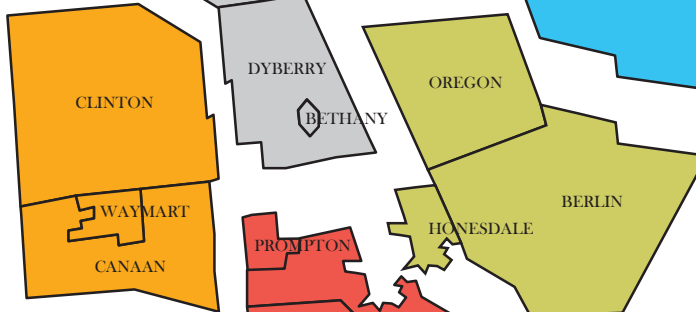 DYBERRY
OREGON
CLINTON
BETHANY
BERLIN
WAYMART
HONESDALE
PROMPTON
CANAAN